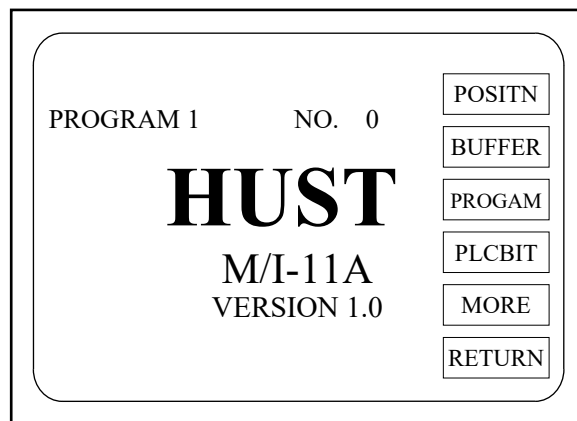 PROGRAM 1 NO. 0
HUST
M/I-11A
VERSION 1.0
POSITN
BUFFER
PROGAM
PLCBIT
MORE
RETURN